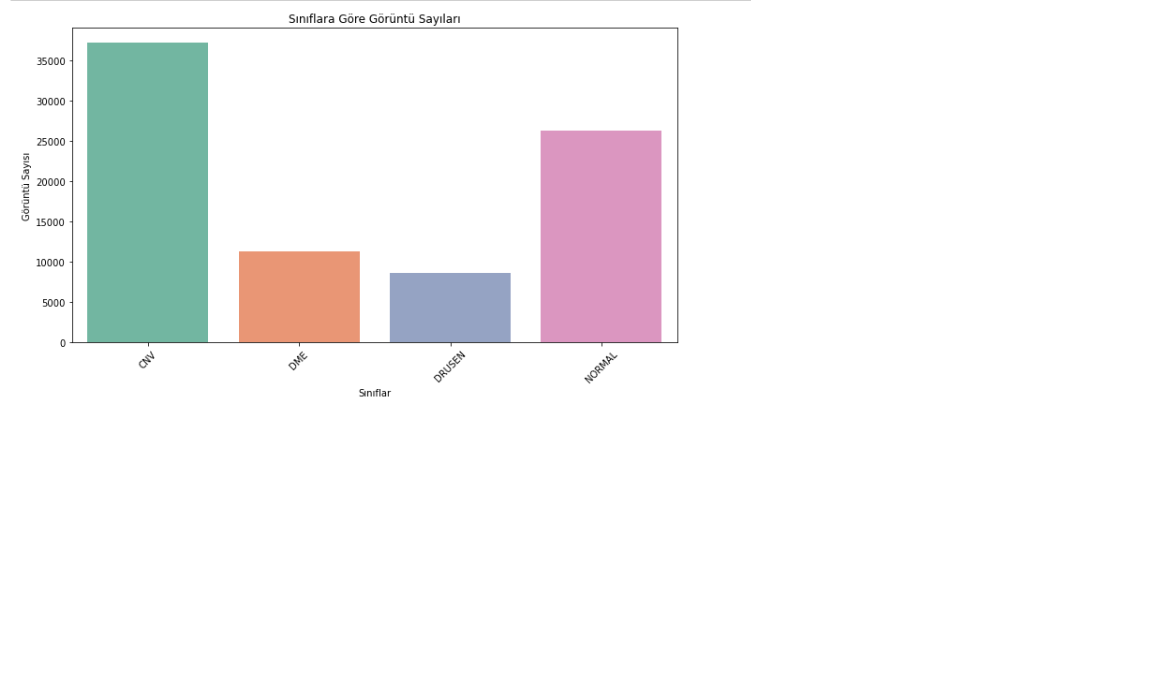 Sınıflara Göre Görüntü Sayıları
Görüntü Sayısı
35000
30000
25000
20000
15000
10000
5000
0
CNV
DME
DRUSEN
NORMAL
Sınıflar